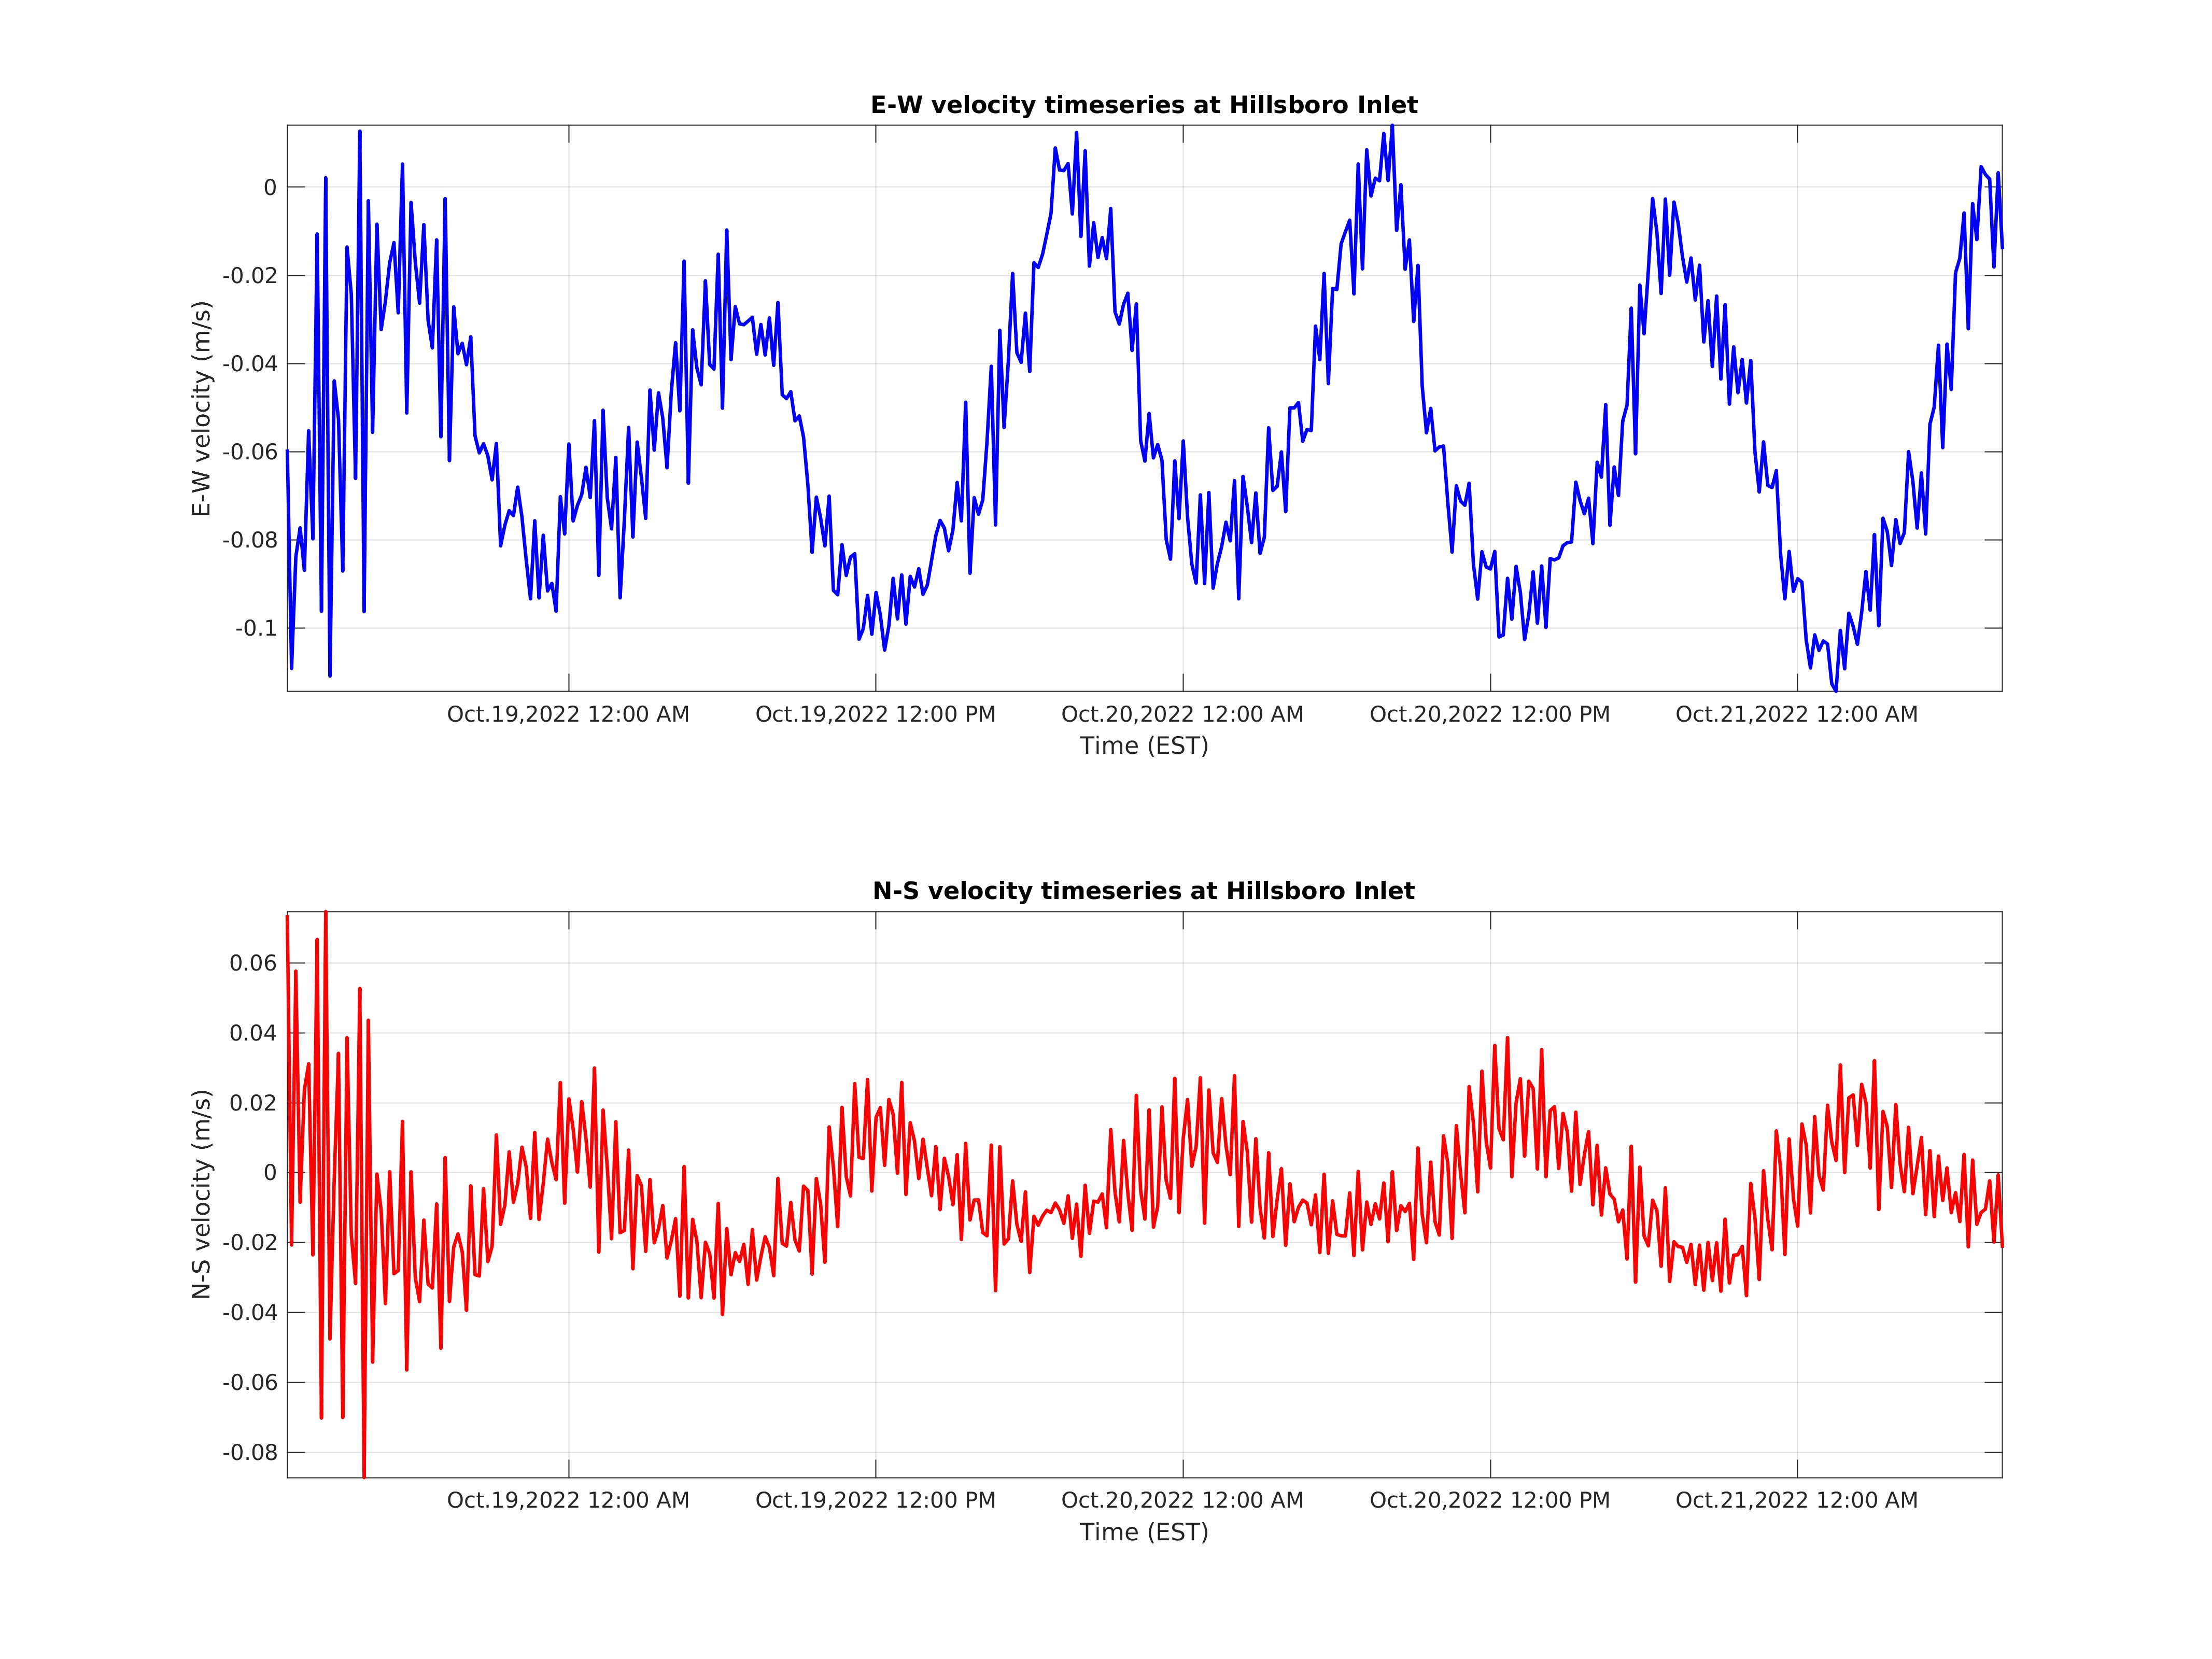 E-W velocity timeseries at Hillsboro Inlet
E-W velocity (m/s)
0
-0.02
-0.04
-0.06
-0.08
-0.1
Oct.19,2022 12:00 AM
Oct.19,2022 12:00 PM
Oct.20,2022 12:00 AM
Oct.20,2022 12:00 PM
Oct.21,2022 12:00 AM
Time (EST)
N-S velocity timeseries at Hillsboro Inlet
N-S velocity (m/s)
0.06
0.04
0.02
0
-0.02
-0.04
-0.06
-0.08
Oct.19,2022 12:00 AM
Oct.19,2022 12:00 PM
Oct.20,2022 12:00 AM
Oct.20,2022 12:00 PM
Oct.21,2022 12:00 AM
Time (EST)